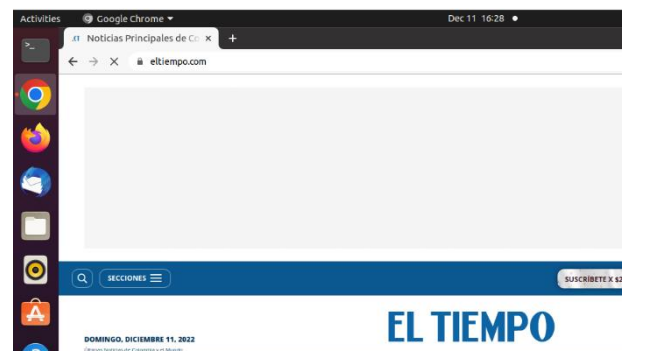 Activities Google Chrome Dec 11 16:28
Noticias Principales de Co × +
eltiempo.com
SECCIONES
SUSCRÍBETE X $2
EL TIEMPO
DOMINGO, DICIEMBRE 11, 2022